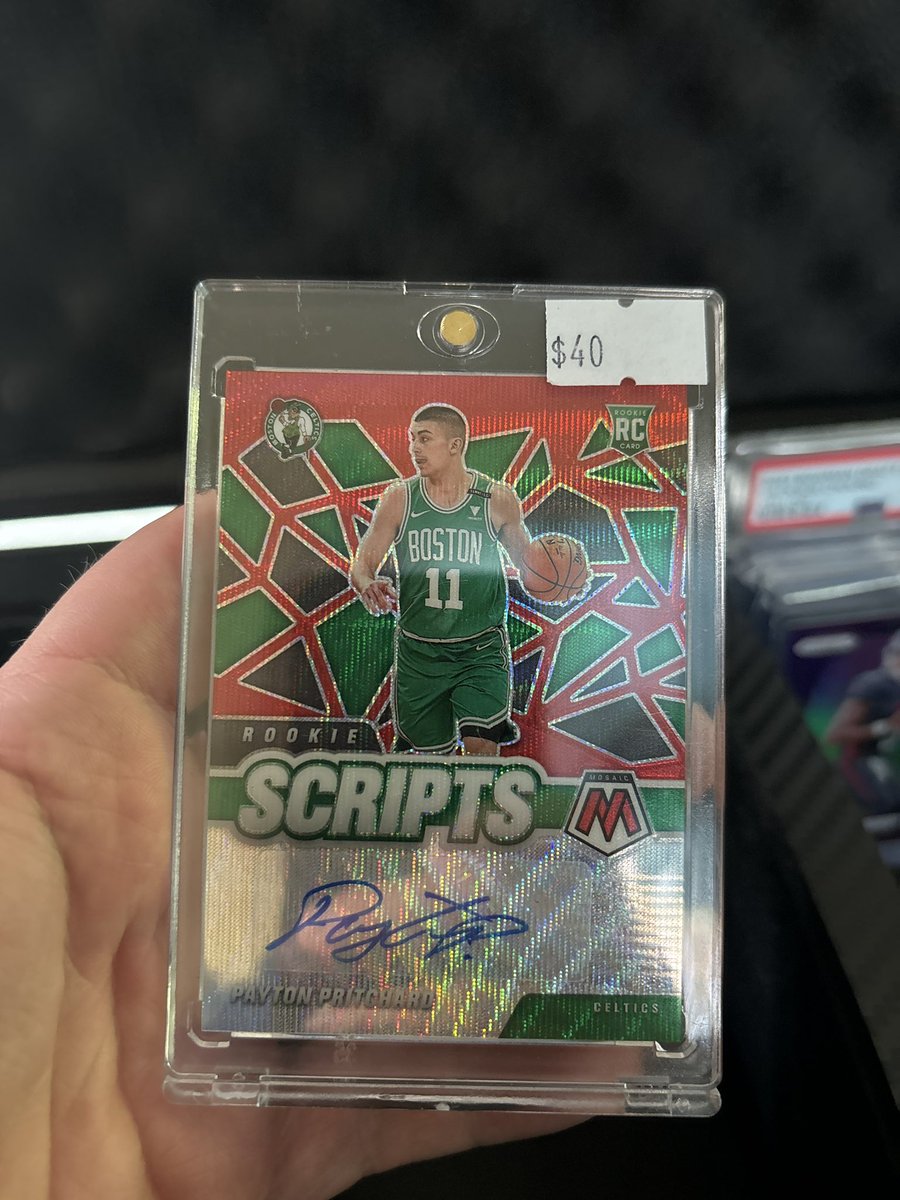 $40
BOSTON CELTICS
ROOKIE
RC
CARD
BOSTON
11
ROOKIE
SCRIPTS
MOSAIC
PAYTON PRITCHARD
CELTICS